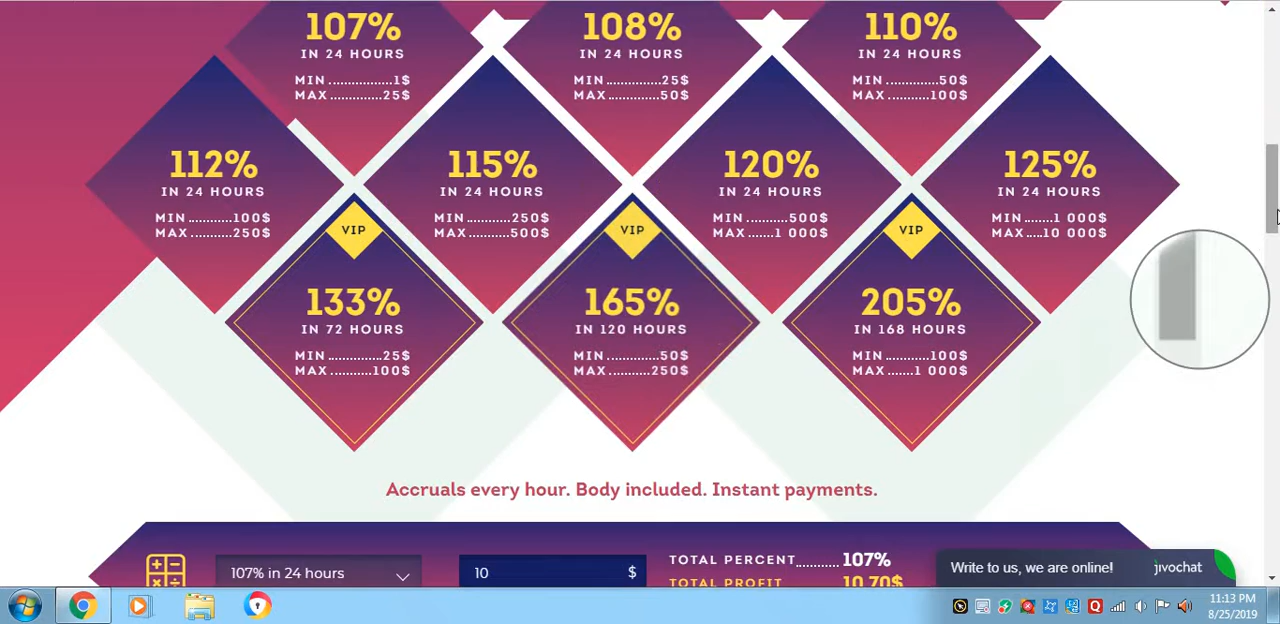 107%
IN 24 HOURS
MIN ................1$
MAX ............25$
108%
IN 24 HOURS
MIN .............25$
MAX ............50$
110%
IN 24 HOURS
MIN .............50$
MAX ..........100$
112%
IN 24 HOURS
MIN ...........100$
MAX ..........250$
115%
IN 24 HOURS
MIN ...........250$
MAX ..........500$
120%
IN 24 HOURS
MIN ...........500$
MAX .......1 000$
125%
IN 24 HOURS
MIN .........1 000$
MAX .....10 000$
VIP
133%
IN 72 HOURS
MIN .............25$
MAX ..........100$
VIP
165%
IN 120 HOURS
MIN .............50$
MAX ..........250$
VIP
205%
IN 168 HOURS
MIN ...........100$
MAX .......1 000$
Accruals every hour. Body included. Instant payments.
107% in 24 hours
10 $
TOTAL PERCENT........... 107%
TOTAL PROFIT 10.70$
Write to us, we are online! jivochat
11:13 PM
8/25/2019